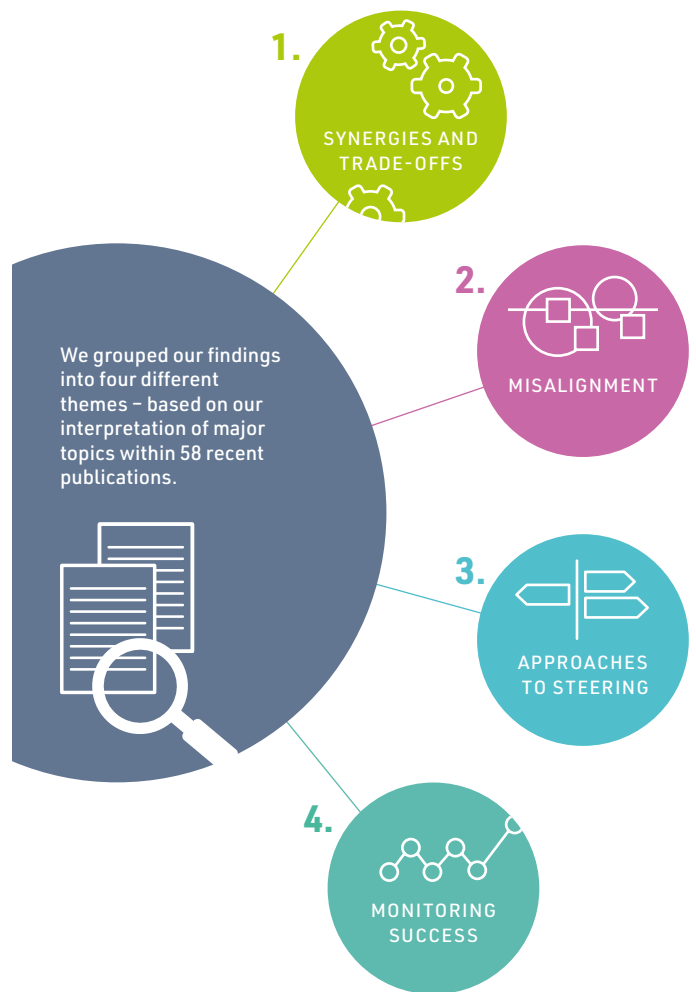 1.
SYNERGIES AND
TRADE-OFFS
2.
MISALIGNMENT
We grouped our findings
into four different
themes – based on our
interpretation of major
topics within 58 recent
publications.
3.
APPROACHES
TO STEERING
4.
MONITORING
SUCCESS